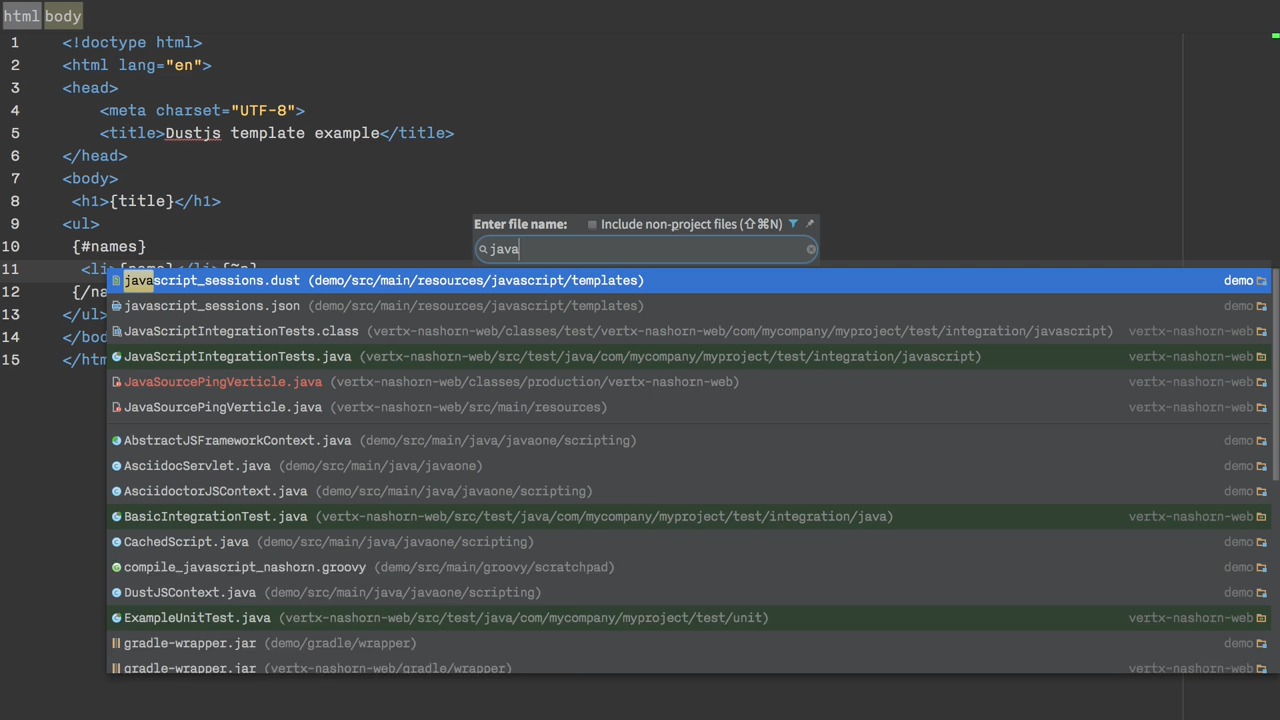 html body
1 <!doctype html>
2 <html lang="en">
3 <head>
4 <meta charset="UTF-8">
5 <title>Dustjs template example</title>
6 </head>
7 <body>
8 <h1>{title}</h1>
9 <ul>
10 {#names}
11 <li>{name}</li>{~n}
12 {/na
13 </ul>
14 </bod
15 </htm
Enter file name: Include non-project files (⇧⌘N)
java
javascript_sessions.dust (demo/src/main/resources/javascript/templates) demo
javascript_sessions.json (demo/src/main/resources/javascript/templates) demo
JavaScriptIntegrationTests.class (vertx-nashorn-web/classes/test/vertx-nashorn-web/com/mycompany/myproject/test/integration/javascript) vertx-nashorn-web
JavaScriptIntegrationTests.java (vertx-nashorn-web/src/test/java/com/mycompany/myproject/test/integration/javascript) vertx-nashorn-web
JavaSourcePingVerticle.java (vertx-nashorn-web/classes/production/vertx-nashorn-web) vertx-nashorn-web
JavaSourcePingVerticle.java (vertx-nashorn-web/src/main/resources) vertx-nashorn-web
AbstractJSFrameworkContext.java (demo/src/main/java/javaone/scripting) demo
AsciidocServlet.java (demo/src/main/java/javaone) demo
AsciidoctorJSContext.java (demo/src/main/java/javaone/scripting) demo
BasicIntegrationTest.java (vertx-nashorn-web/src/test/java/com/mycompany/myproject/test/integration/java) vertx-nashorn-web
CachedScript.java (demo/src/main/java/javaone/scripting) demo
compile_javascript_nashorn.groovy (demo/src/main/groovy/scratchpad) demo
DustJSContext.java (demo/src/main/java/javaone/scripting) demo
ExampleUnitTest.java (vertx-nashorn-web/src/test/java/com/mycompany/myproject/test/unit) vertx-nashorn-web
gradle-wrapper.jar (demo/gradle/wrapper) demo
gradle-wrapper.jar (vertx-nashorn-web/gradle/wrapper) vertx-nashorn-web